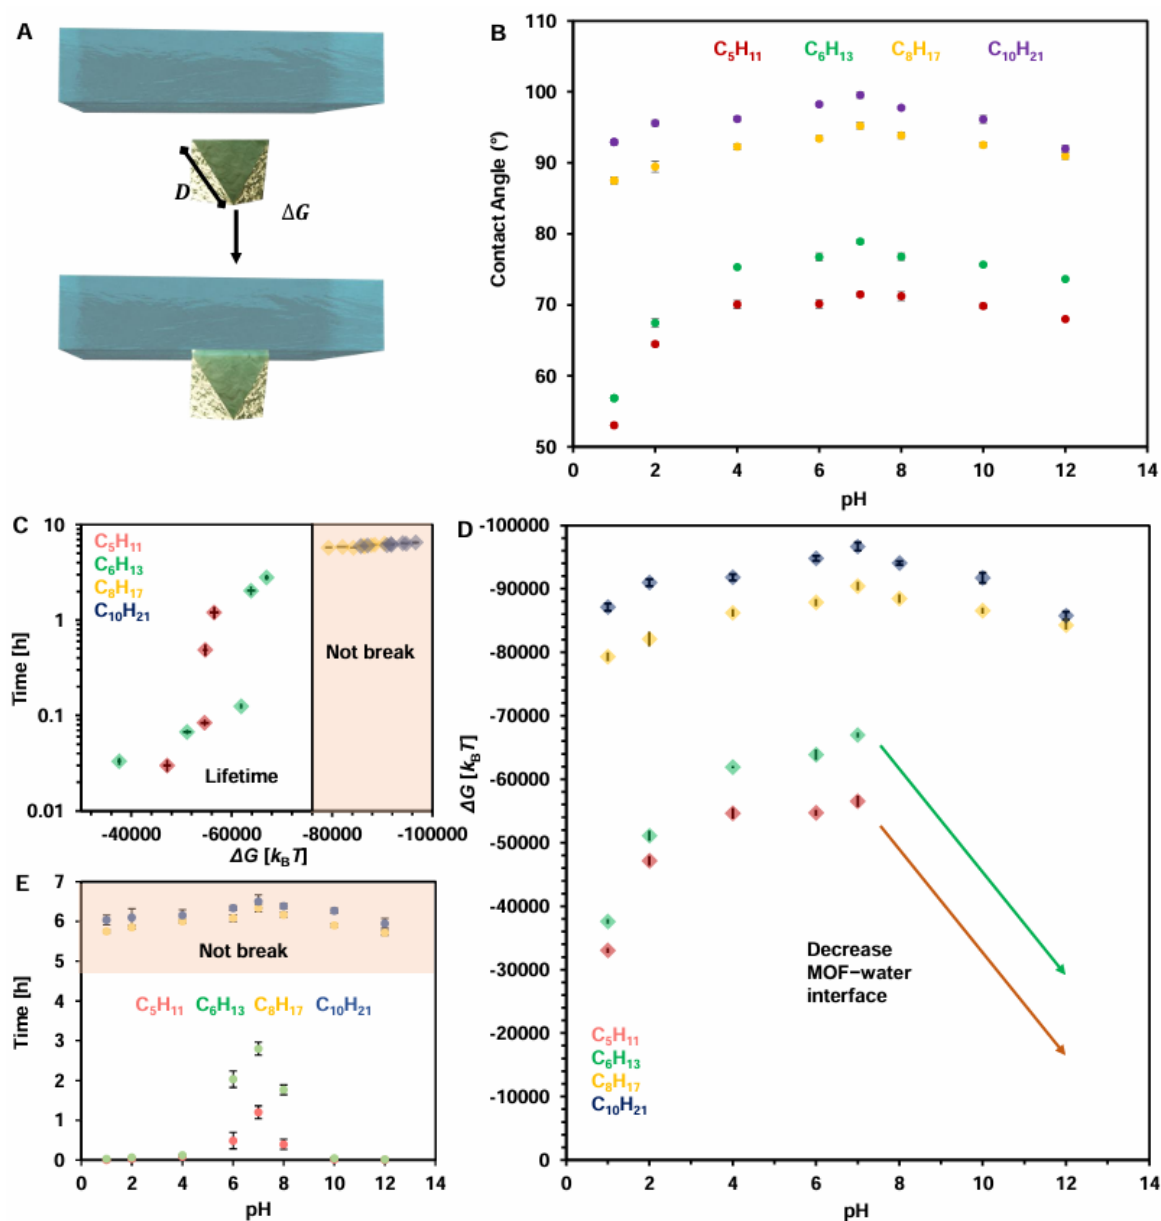 A
D
ΔG
B
110
100
90
80
70
60
50
Contact Angle (°)
C5H11 C6H13 C8H17 C10H21
0 2 4 6 8 10 12 14
pH
C
10
1
0.1
0.01
Time [h]
C5H11
C6H13
C8H17
C10H21
Not break
Lifetime
-40000 -60000 -80000 -100000
ΔG [kBT]
D
-100000
-90000
-80000
-70000
-60000
-50000
-40000
-30000
-20000
-10000
0
ΔG [kBT]
Decrease
MOF–water
interface
C5H11
C6H13
C8H17
C10H21
0 2 4 6 8 10 12 14
pH
E
7
6
5
4
3
2
1
0
Time [h]
Not break
C5H11 C6H13 C8H17 C10H21
0 2 4 6 8 10 12 14
pH